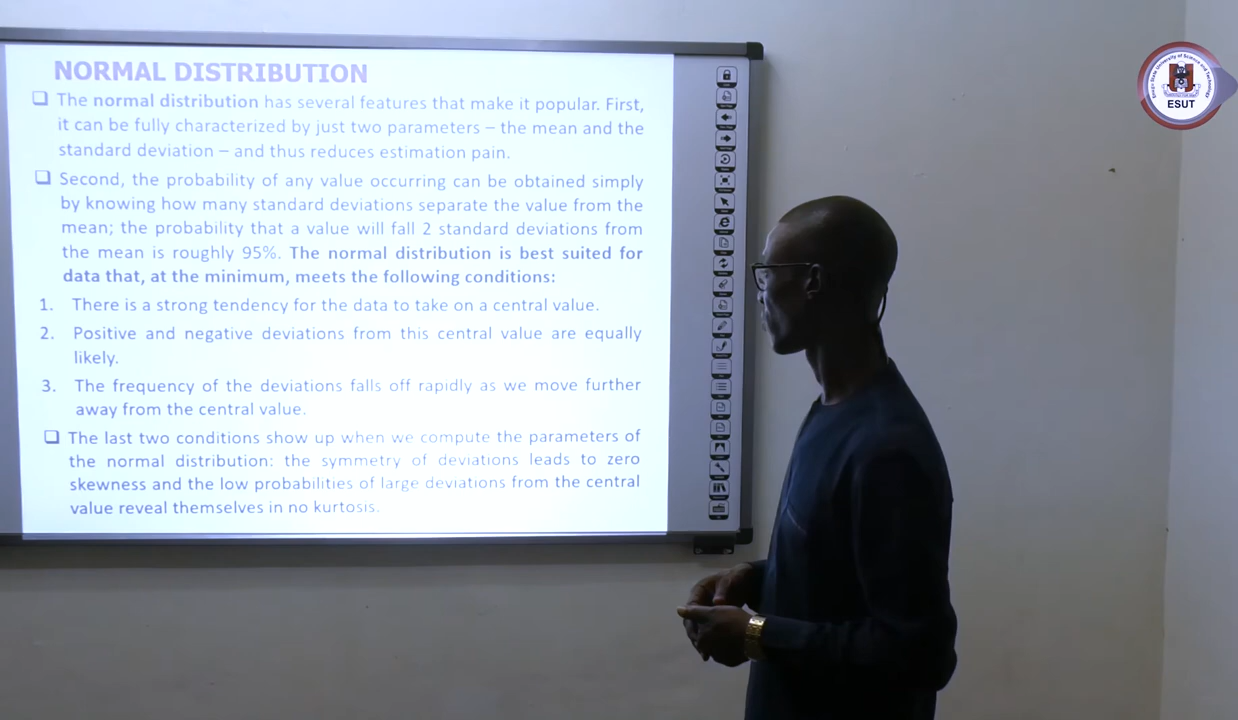 NORMAL DISTRIBUTION
❑ The normal distribution has several features that make it popular. First,
it can be fully characterized by just two parameters – the mean and the
standard deviation – and thus reduces estimation pain.
❑ Second, the probability of any value occurring can be obtained simply
by knowing how many standard deviations separate the value from the
mean; the probability that a value will fall 2 standard deviations from
the mean is roughly 95%. The normal distribution is best suited for
data that, at the minimum, meets the following conditions:
1. There is a strong tendency for the data to take on a central value.
2. Positive and negative deviations from this central value are equally
likely.
3. The frequency of the deviations falls off rapidly as we move further
away from the central value.
❑ The last two conditions show up when we compute the parameters of
the normal distribution: the symmetry of deviations leads to zero
skewness and the low probabilities of large deviations from the central
value reveal themselves in no kurtosis.
Enugu State University of Science and Technology
ESUT